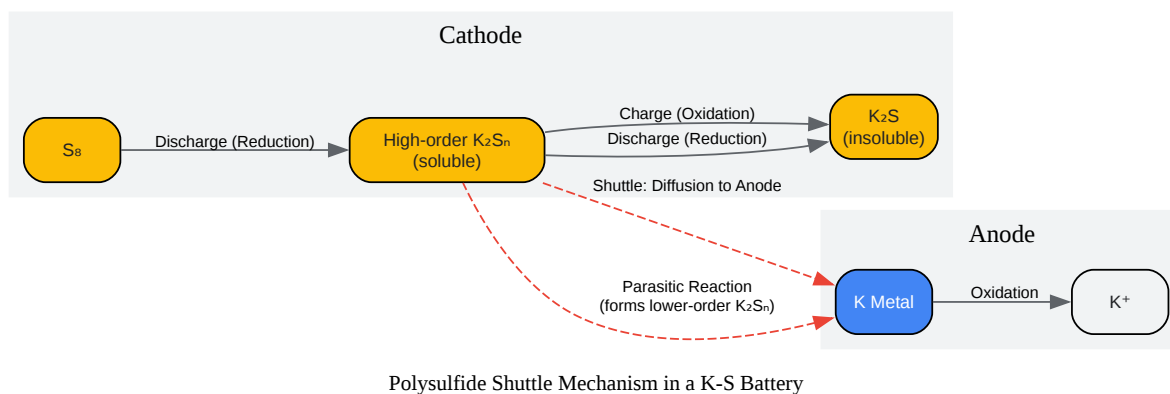 Cathode
S₈
Discharge (Reduction)
High-order K₂Sₙ
(soluble)
Charge (Oxidation)
Discharge (Reduction)
K₂S
(insoluble)
Shuttle: Diffusion to Anode
Anode
Parasitic Reaction
(forms lower-order K₂Sₙ)
K Metal
Oxidation
K⁺
Polysulfide Shuttle Mechanism in a K-S Battery